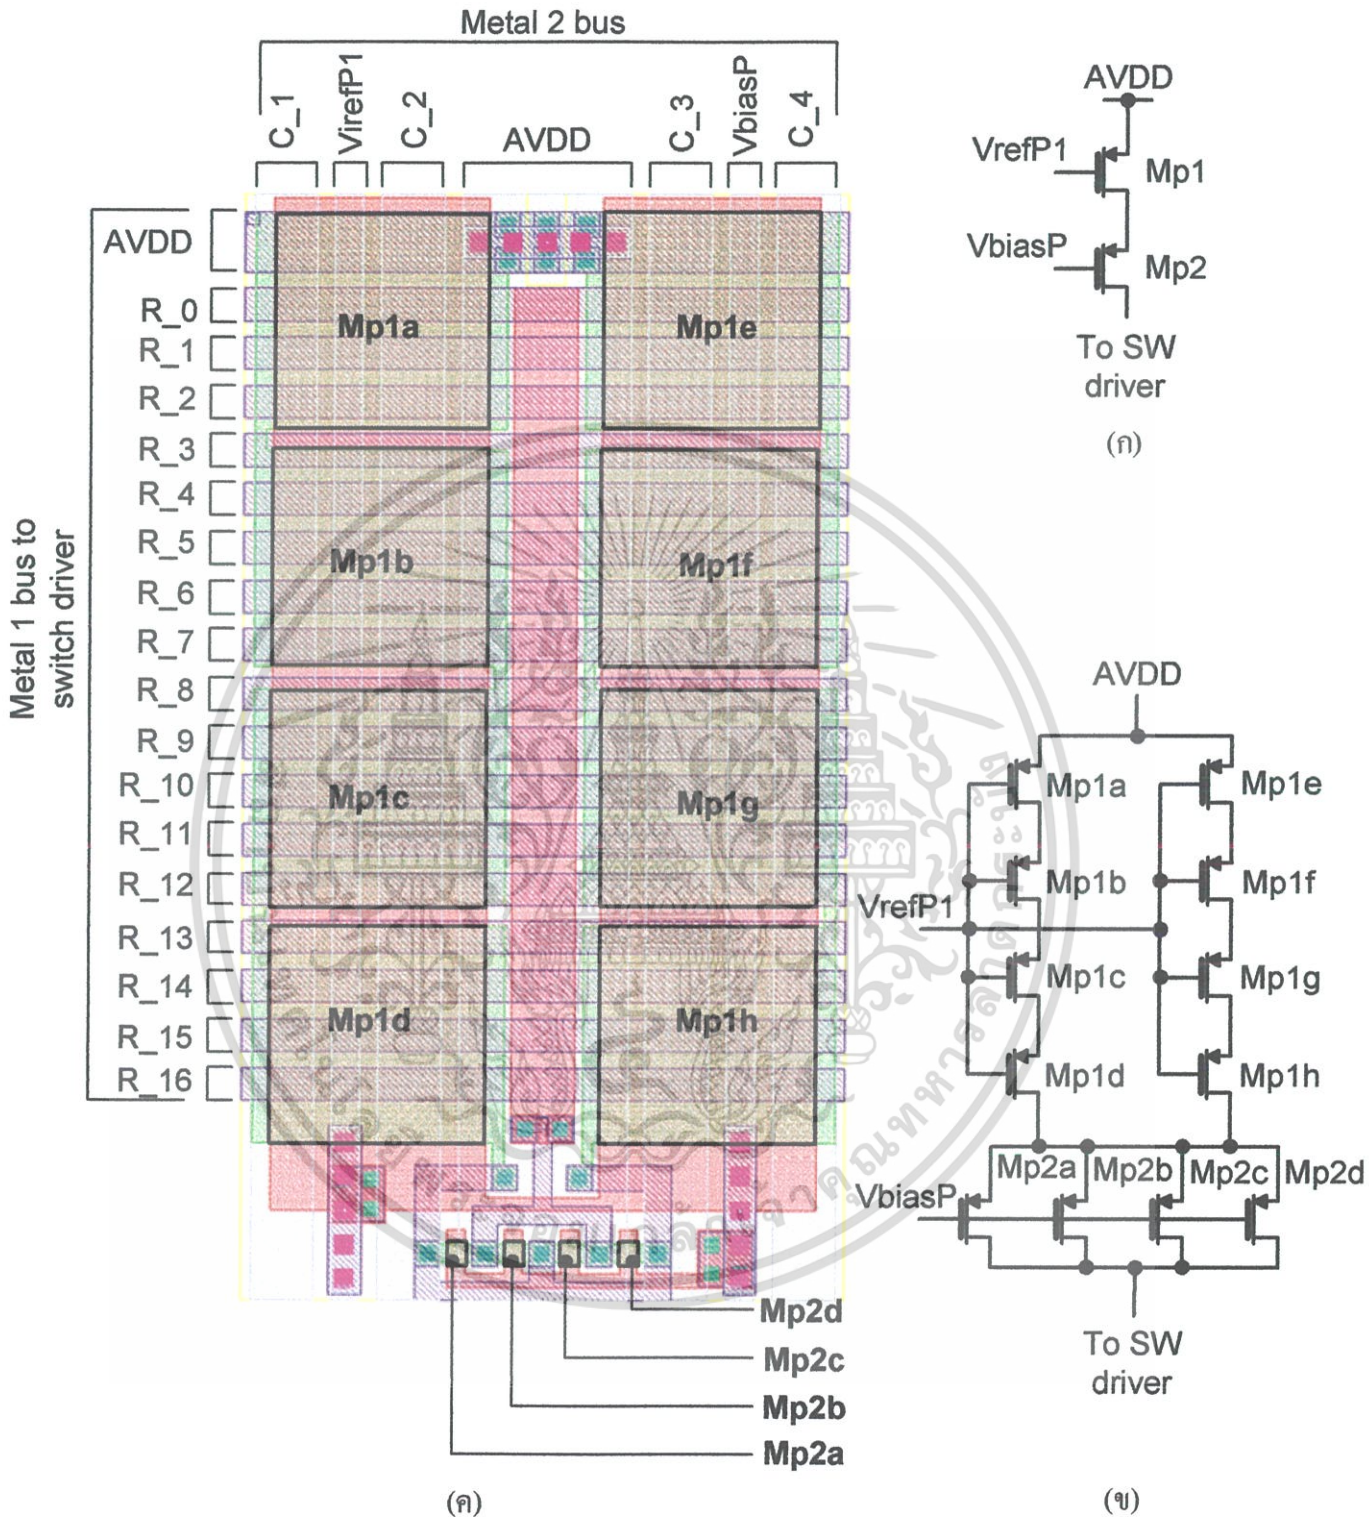 Metal 2 bus
C_1
VirefP1
C_2
AVDD
C_3
VbiasP
C_4
Metal 1 bus to
switch driver
AVDD
R_0
R_1
R_2
R_3
R_4
R_5
R_6
R_7
R_8
R_9
R_10
R_11
R_12
R_13
R_14
R_15
R_16
Mp1a
Mp1e
Mp1b
Mp1f
Mp1c
Mp1g
Mp1d
Mp1h
Mp2d
Mp2c
Mp2b
Mp2a
(ค)
AVDD
VrefP1
Mp1
VbiasP
Mp2
To SW
driver
(ก)
AVDD
Mp1a
Mp1e
Mp1b
Mp1f
VrefP1
Mp1c
Mp1g
Mp1d
Mp1h
Mp2a
Mp2b
Mp2c
Mp2d
VbiasP
To SW
driver
(ข)